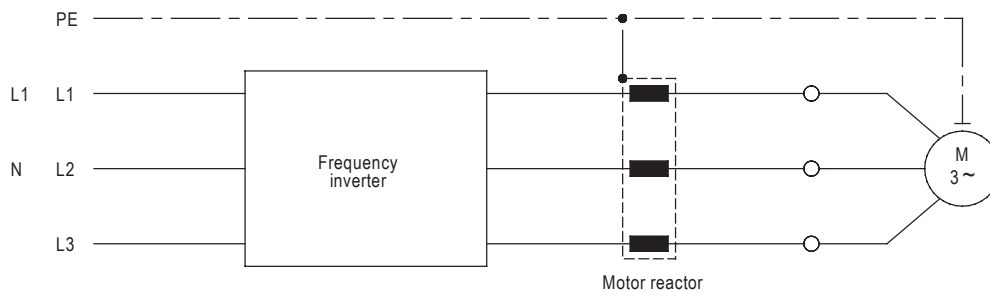 PE
L1 L1
N L2
L3
Frequency
inverter
M
3~
Motor reactor